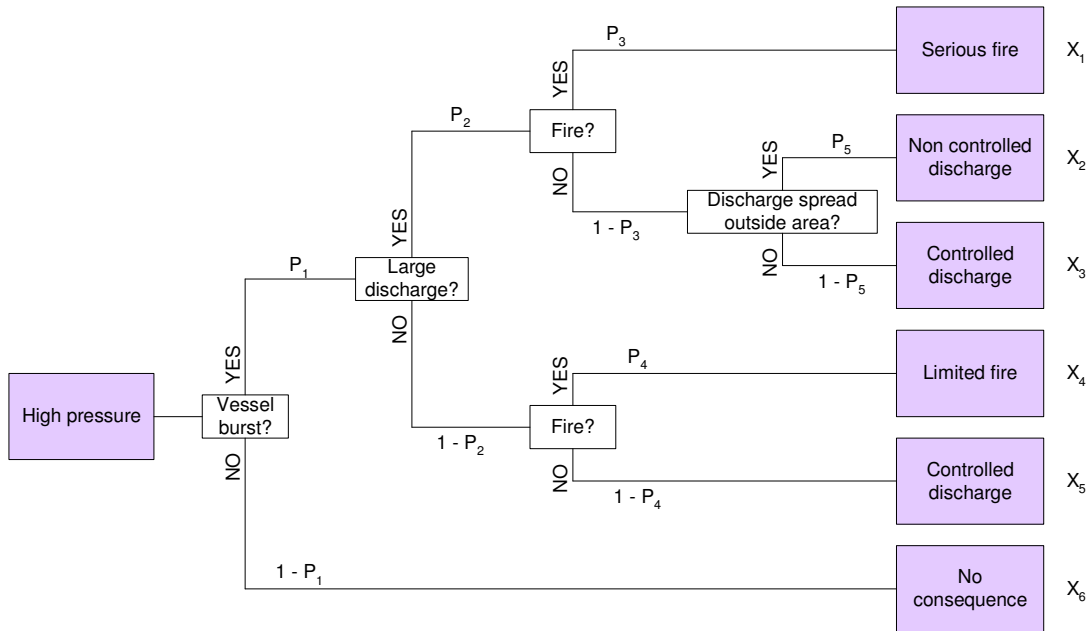 P₃
Serious fire
X₁
YES
P₂
Fire?
P₅
Non controlled
discharge
X₂
YES
NO
Discharge spread
outside area?
1 - P₃
YES
P₁
Large
discharge?
NO
Controlled
discharge
X₃
1 - P₅
NO
P₄
Limited fire
X₄
YES
YES
High pressure
Vessel
burst?
Fire?
1 - P₂
NO
NO
Controlled
discharge
X₅
1 - P₄
1 - P₁
No
consequence
X₆